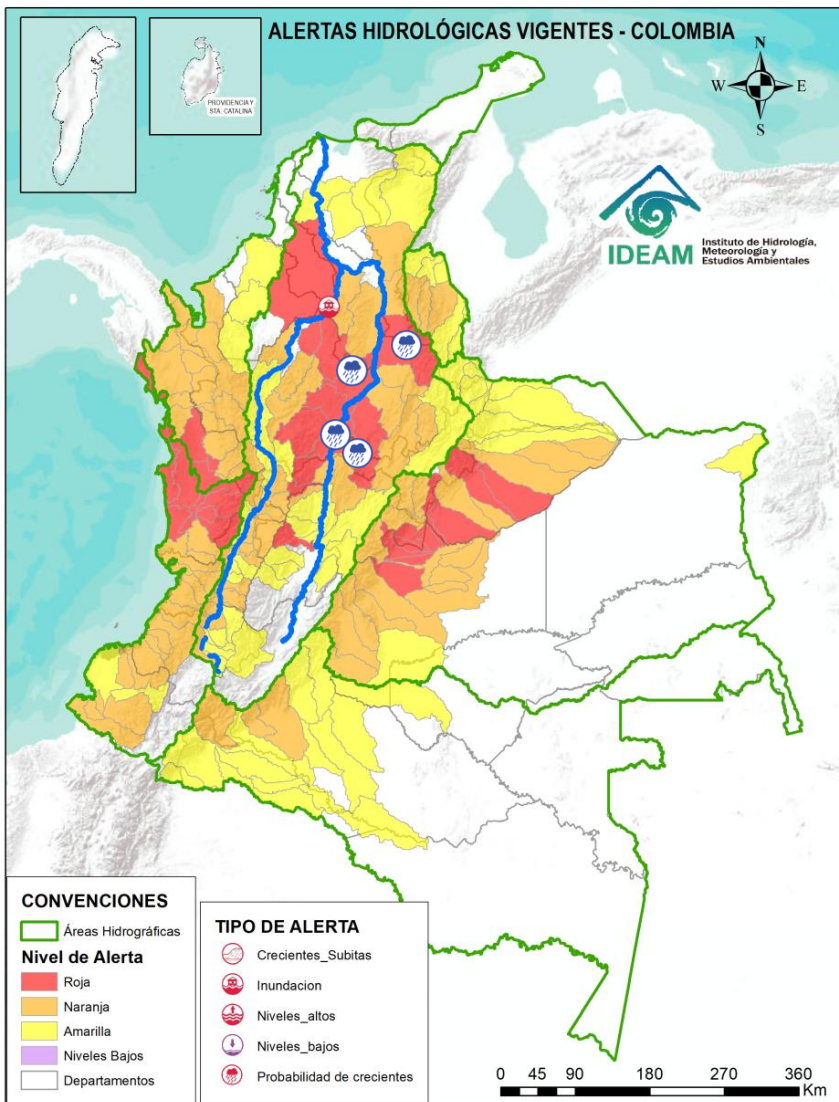 ALERTAS HIDROLÓGICAS VIGENTES - COLOMBIA
PROVIDENCIA Y
STA. CATALINA
N
W
E
S
IDEAM
Instituto de Hidrología,
Meteorología y
Estudios Ambientales
CONVENCIONES
Áreas Hidrográficas
Nivel de Alerta
Roja
Naranja
Amarilla
Niveles Bajos
Departamentos
TIPO DE ALERTA
Crecientes_Subitas
Inundacion
Niveles_altos
Niveles_bajos
Probabilidad de crecientes
0 45 90 180 270 360
Km